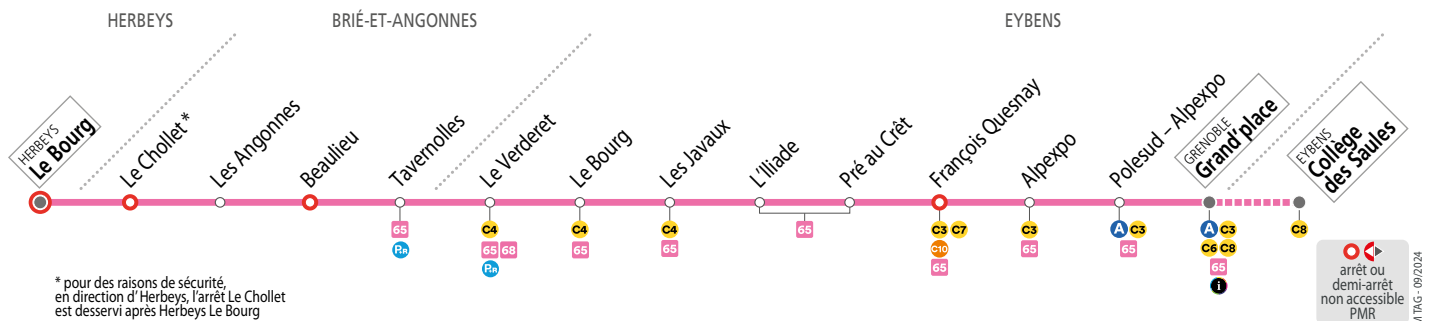 HERBEYS
BRIÉ-ET-ANGONNES
EYBENS
HERBEYS
Le Bourg
Le Chollet*
Les Angonnes
Beaulieu
Tavernolles
Le Verderet
Le Bourg
Les Javaux
L'Iliade
Pré au Crêt
François Quesnay
Alpexpo
Polesud – Alpexpo
GRENOBLE
Grand'place
EYBENS
Collège
des Saules
65
P+R
C4
65 68
P+R
C4
65
C4
65
65
C3 C7
C10
65
C3
65
A C3
65
A C3
C6 C8
65
i
C8
* pour des raisons de sécurité,
en direction d'Herbeys, l'arrêt Le Chollet
est desservi après Herbeys Le Bourg
arrêt ou
demi-arrêt
non accessible
PMR
M TAG - 09/2024